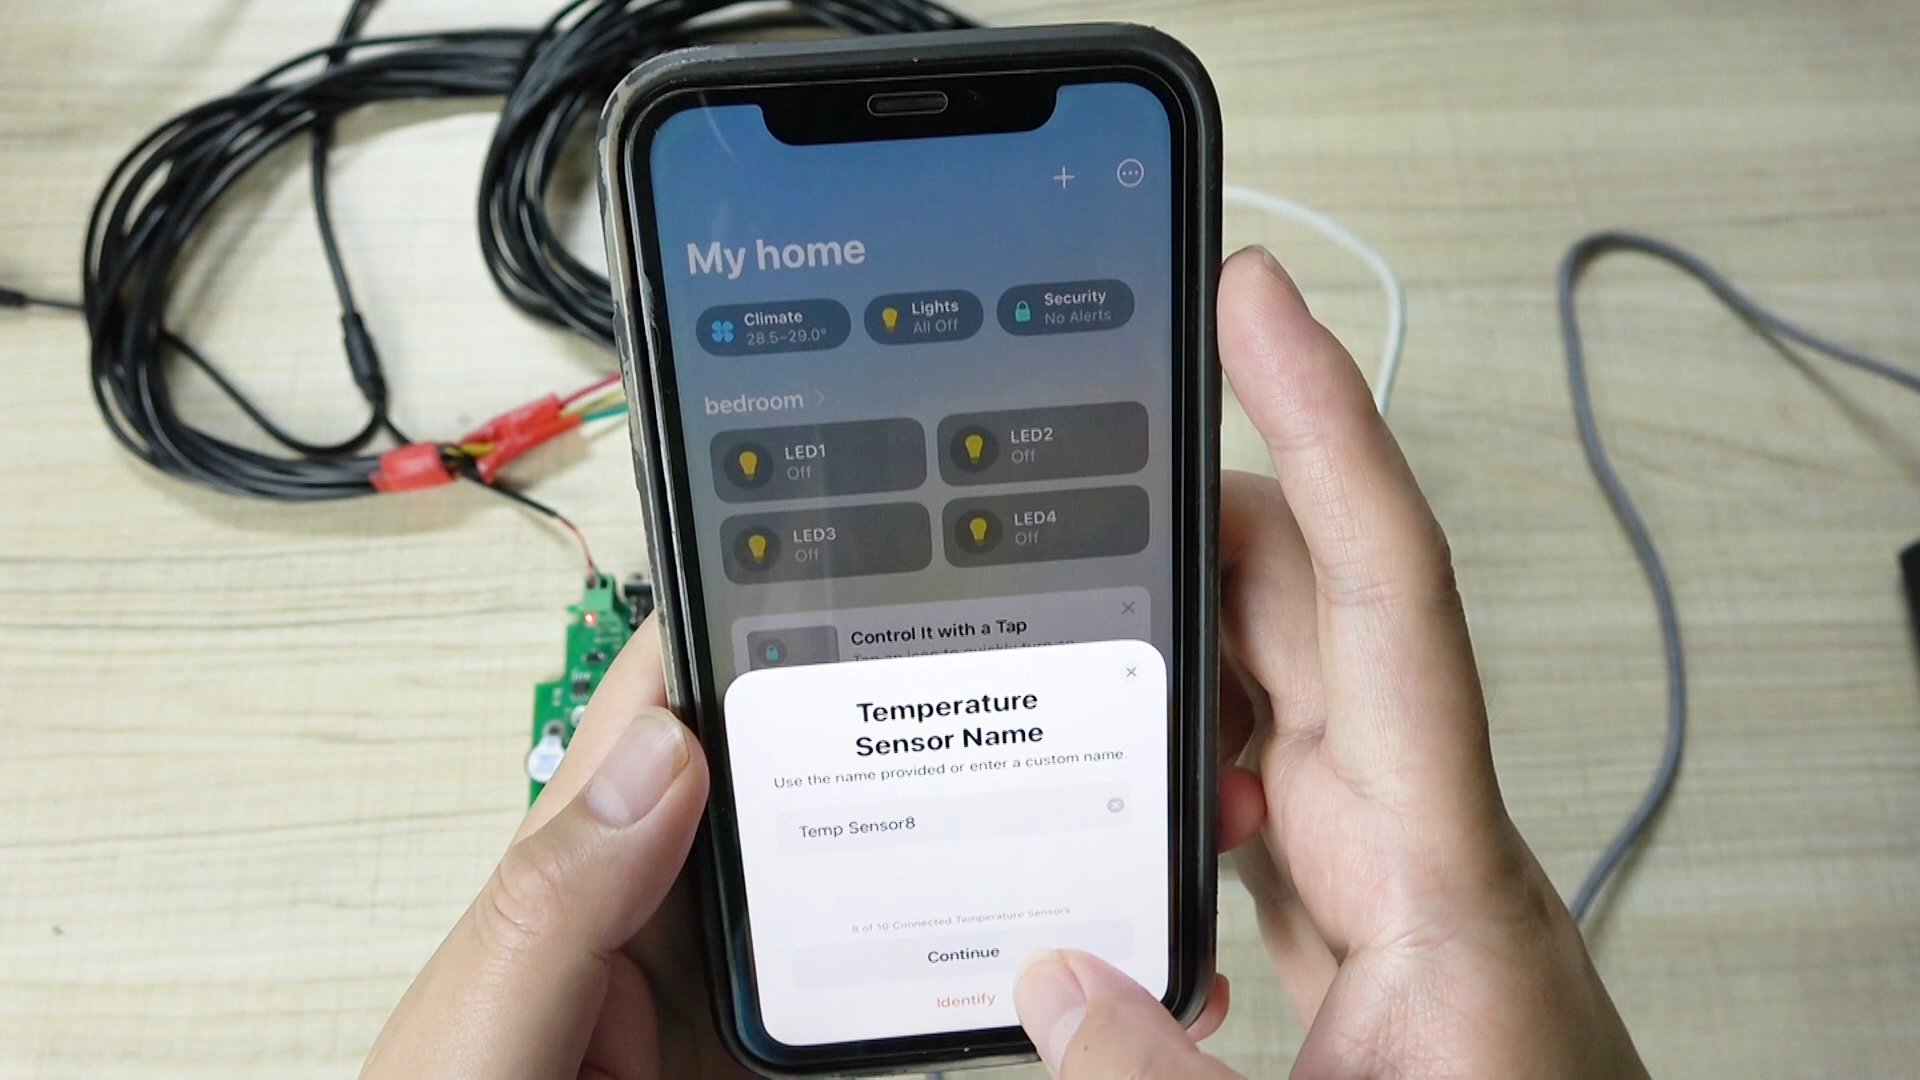 My home
Climate
28.5–29.0°
Lights
All Off
Security
No Alerts
bedroom
LED1
Off
LED2
Off
LED3
Off
LED4
Off
Control It with a Tap
Temperature
Sensor Name
Use the name provided or enter a custom name.
Temp Sensor8
8 of 10 Connected Temperature Sensors
Continue
Identify